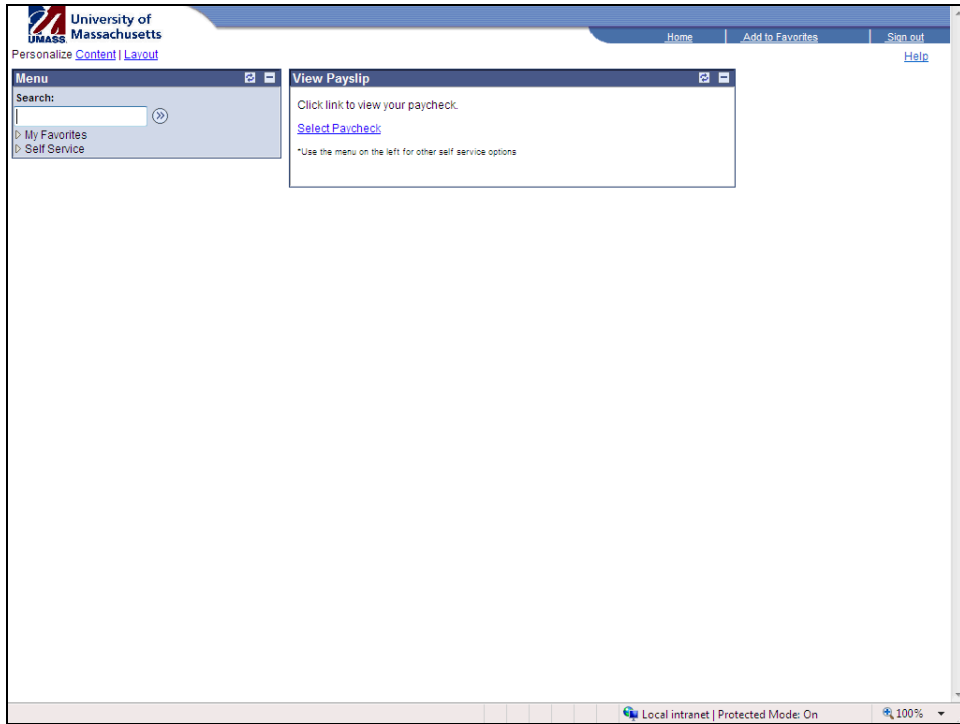 University of
Massachusetts
UMASS
Home Add to Favorites Sign out
Personalize Content | Layout
Help
Menu
Search:
My Favorites
Self Service
View Payslip
Click link to view your paycheck.
Select Paycheck
*Use the menu on the left for other self service options
Local intranet | Protected Mode: On
100%